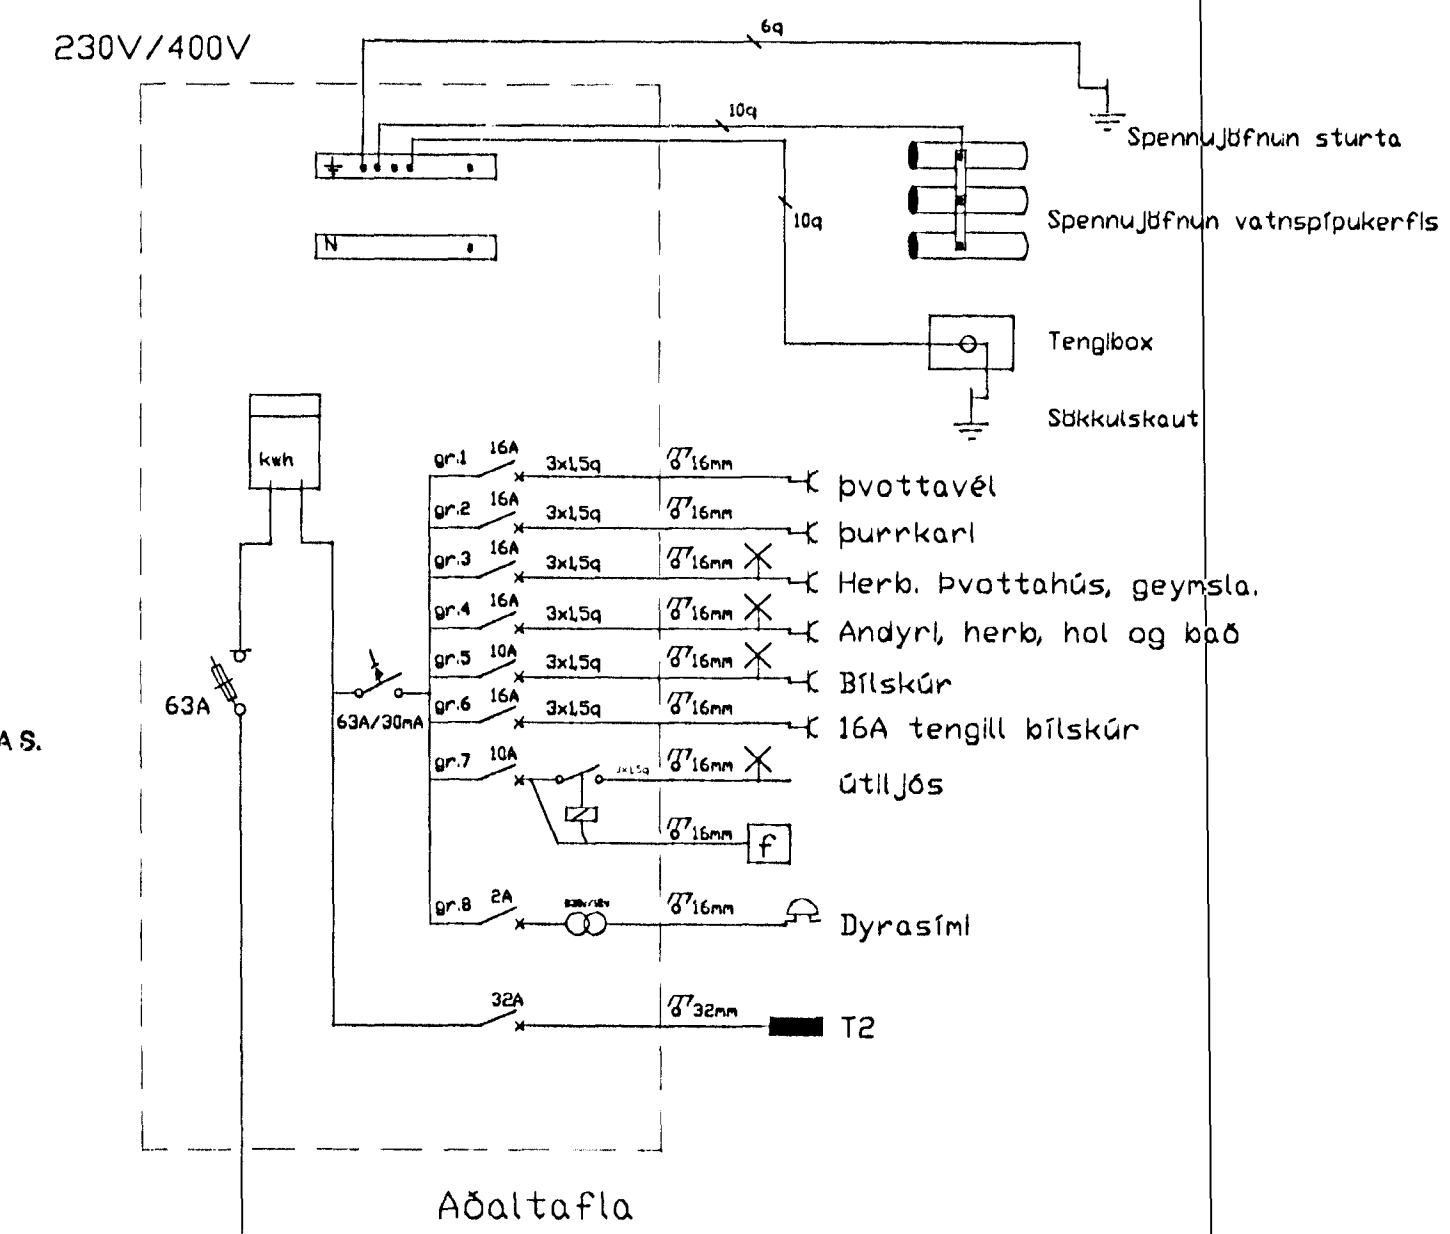 230V/400V
6q
10q
Spennujöfnun sturta
10q
Spennujöfnun vatnspípukerfis
N
Tengibox
Sökkulskaut
kwh
gr.1 16A 3x1,5q 16mm þvottavél
gr.2 16A 3x1,5q 16mm þurrkari
gr.3 16A 3x1,5q 16mm Herb. Þvottahús, geymsla.
gr.4 16A 3x1,5q 16mm Andyri, herb, hol og bað
gr.5 10A 3x1,5q 16mm Bílskúr
63A
63A/30mA
gr.6 16A 3x1,5q 16mm 16A tengill bílskúr
A S.
gr.7 10A 3x1,5q 16mm útiljós
16mm f
gr.8 2A 16mm Dyrasími
32A 32mm T2
Aðaltafla